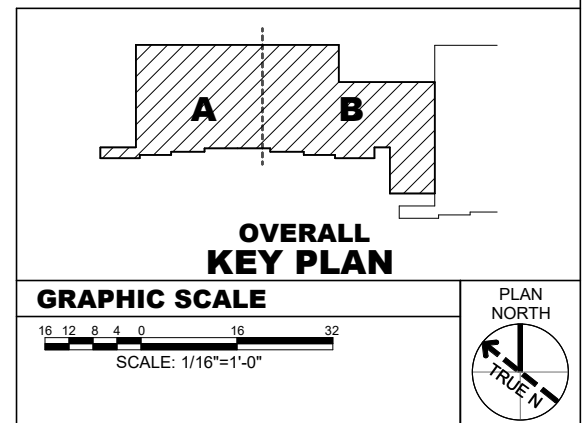 A B
OVERALL
KEY PLAN
GRAPHIC SCALE
16 12 8 4 0 16 32
SCALE: 1/16"=1'-0"
PLAN
NORTH
TRUE N